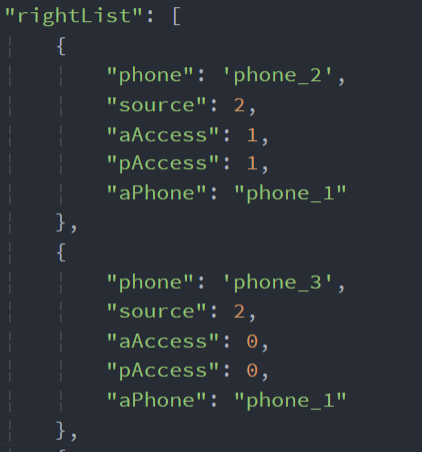 "rightList": [
{
"phone": 'phone_2',
"source": 2,
"aAccess": 1,
"pAccess": 1,
"aPhone": "phone_1"
},
{
"phone": 'phone_3',
"source": 2,
"aAccess": 0,
"pAccess": 0,
"aPhone": "phone_1"
},